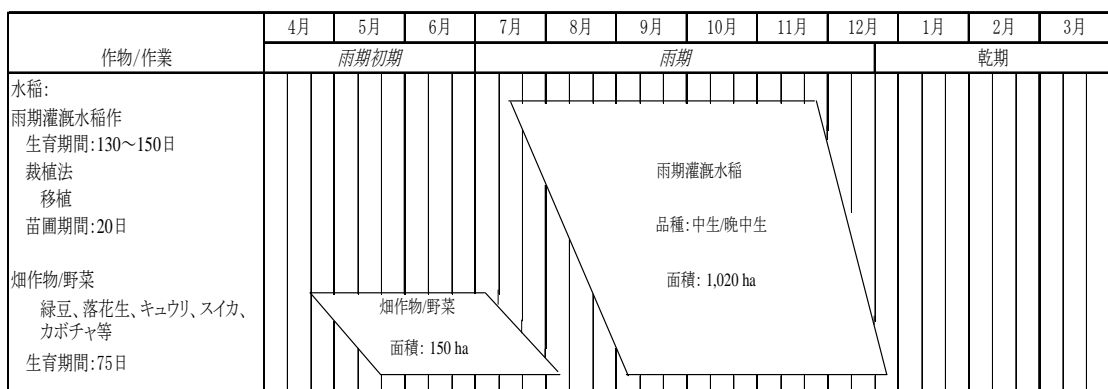 4月 5月 6月 7月 8月 9月 10月 11月 12月 1月 2月 3月
作物/作業 雨期初期 雨期 乾期
水稲:
雨期灌漑水稲作
生育期間:130～150日
裁植法
移植
苗圃期間:20日
雨期灌漑水稲
品種:中生/晩中生
面積: 1,020 ha
畑作物/野菜
緑豆、落花生、キュウリ、スイカ、
カボチャ等
生育期間:75日
畑作物/野菜
面積: 150 ha